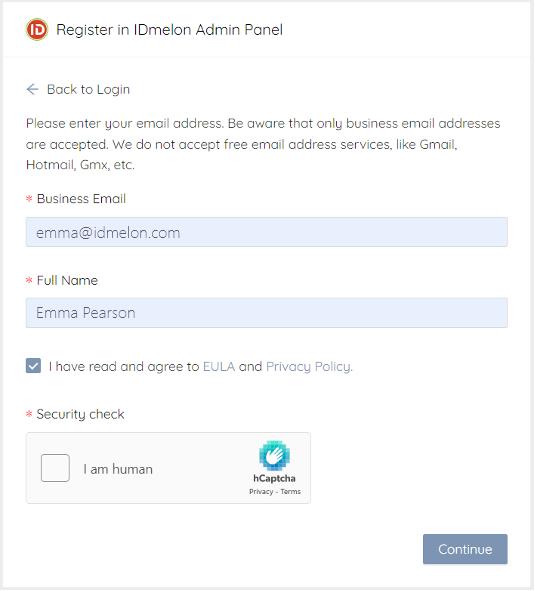 ID Register in IDmelon Admin Panel
Back to Login
Please enter your email address. Be aware that only business email addresses
are accepted. We do not accept free email address services, like Gmail,
Hotmail, Gmx, etc.
* Business Email
emma@idmelon.com
* Full Name
Emma Pearson
I have read and agree to EULA and Privacy Policy.
* Security check
I am human
hCaptcha
Privacy - Terms
Continue